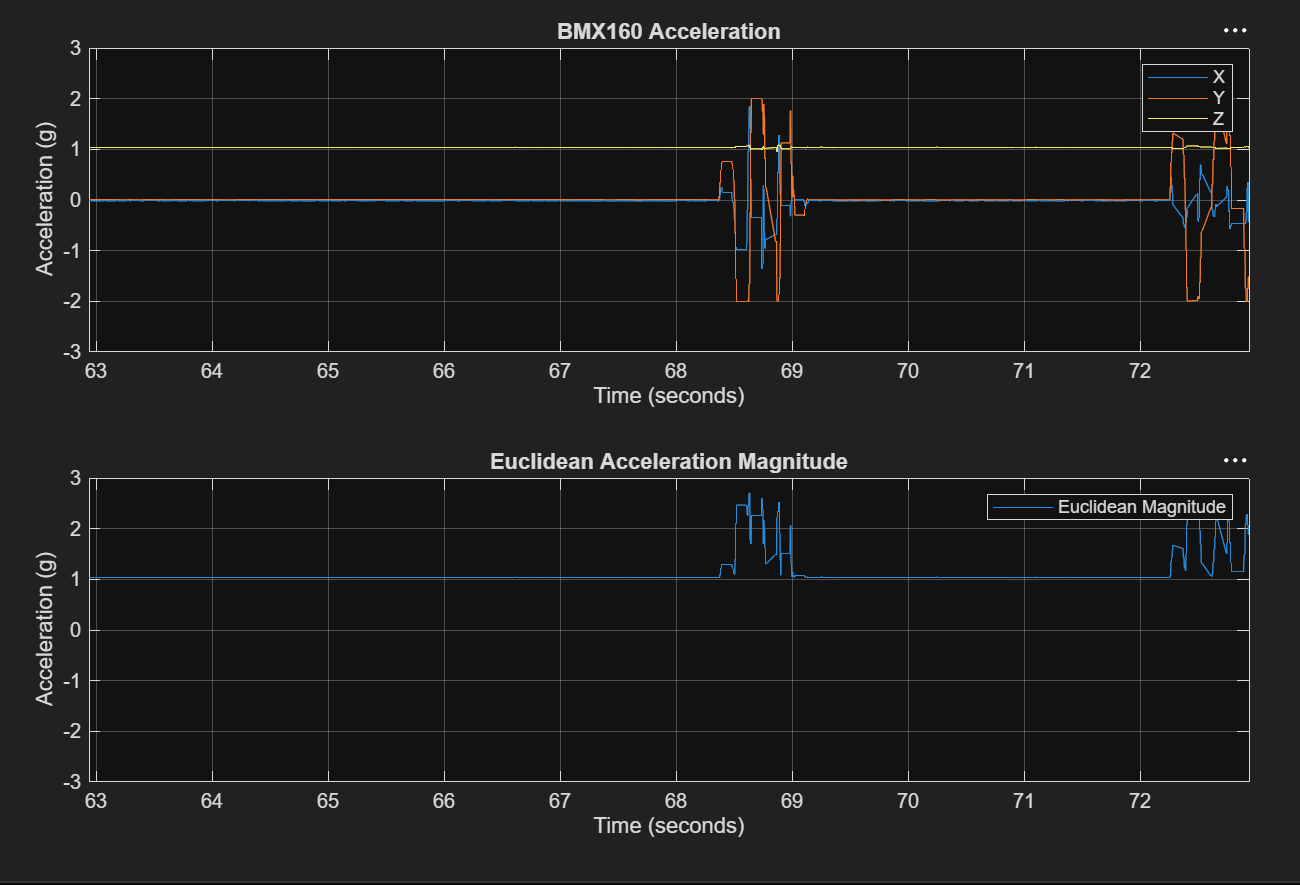 BMX160 Acceleration
3
2
1
0
-1
-2
-3
Acceleration (g)
X
Y
Z
63 64 65 66 67 68 69 70 71 72
Time (seconds)
Euclidean Acceleration Magnitude
3
2
1
0
-1
-2
-3
Acceleration (g)
Euclidean Magnitude
63 64 65 66 67 68 69 70 71 72
Time (seconds)